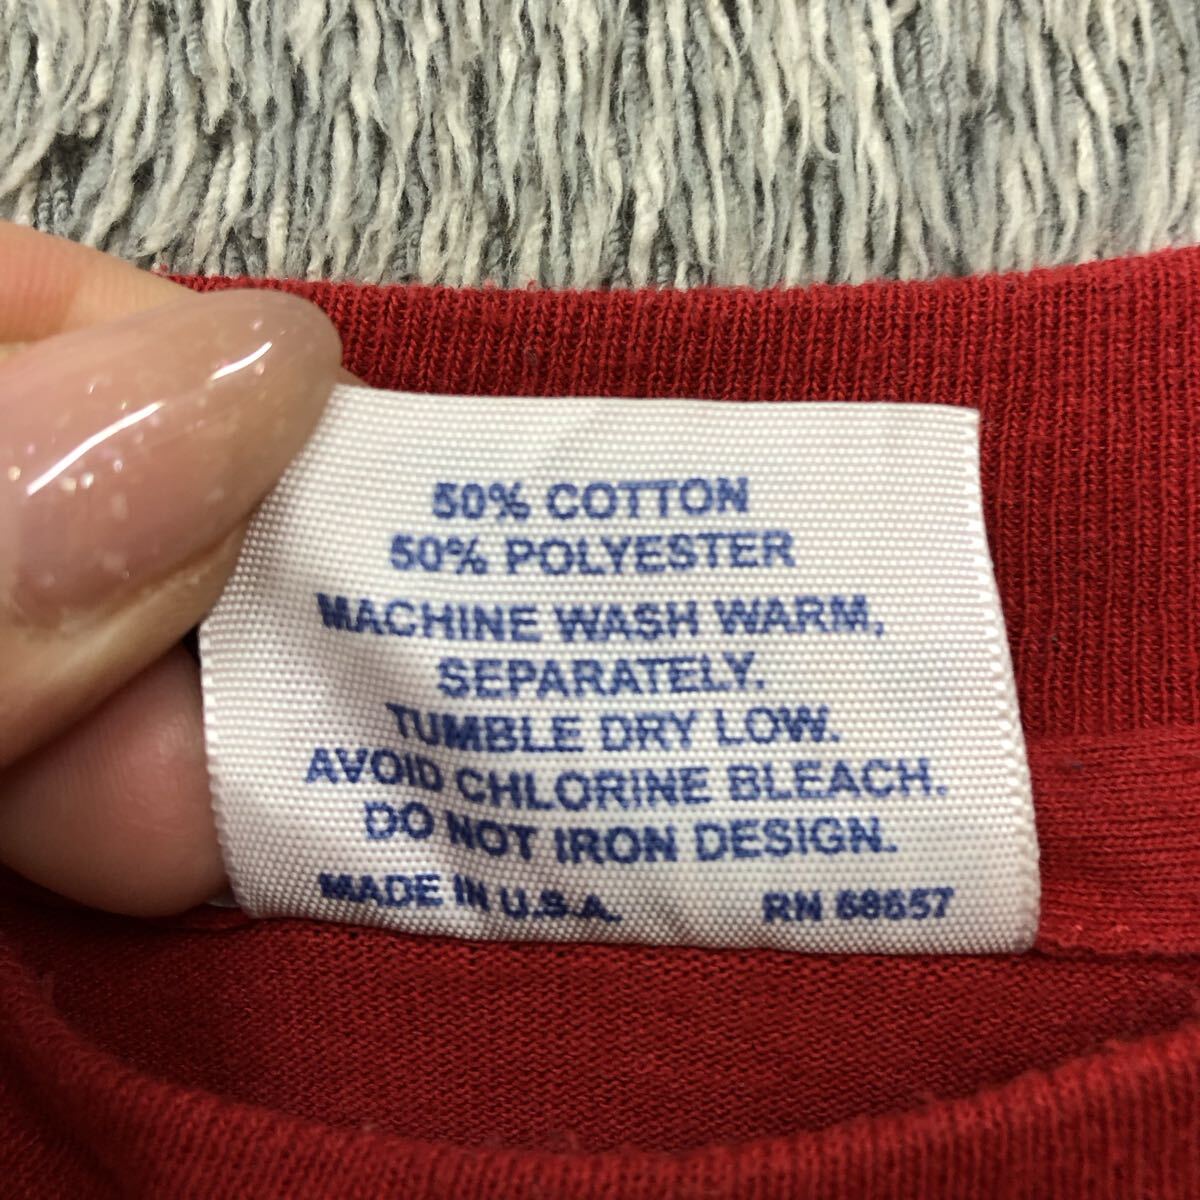 50% COTTON
50% POLYESTER
MACHINE WASH WARM,
SEPARATELY.
TUMBLE DRY LOW.
AVOID CHLORINE BLEACH.
DO NOT IRON DESIGN.
MADE IN U.S.A. RN 68657